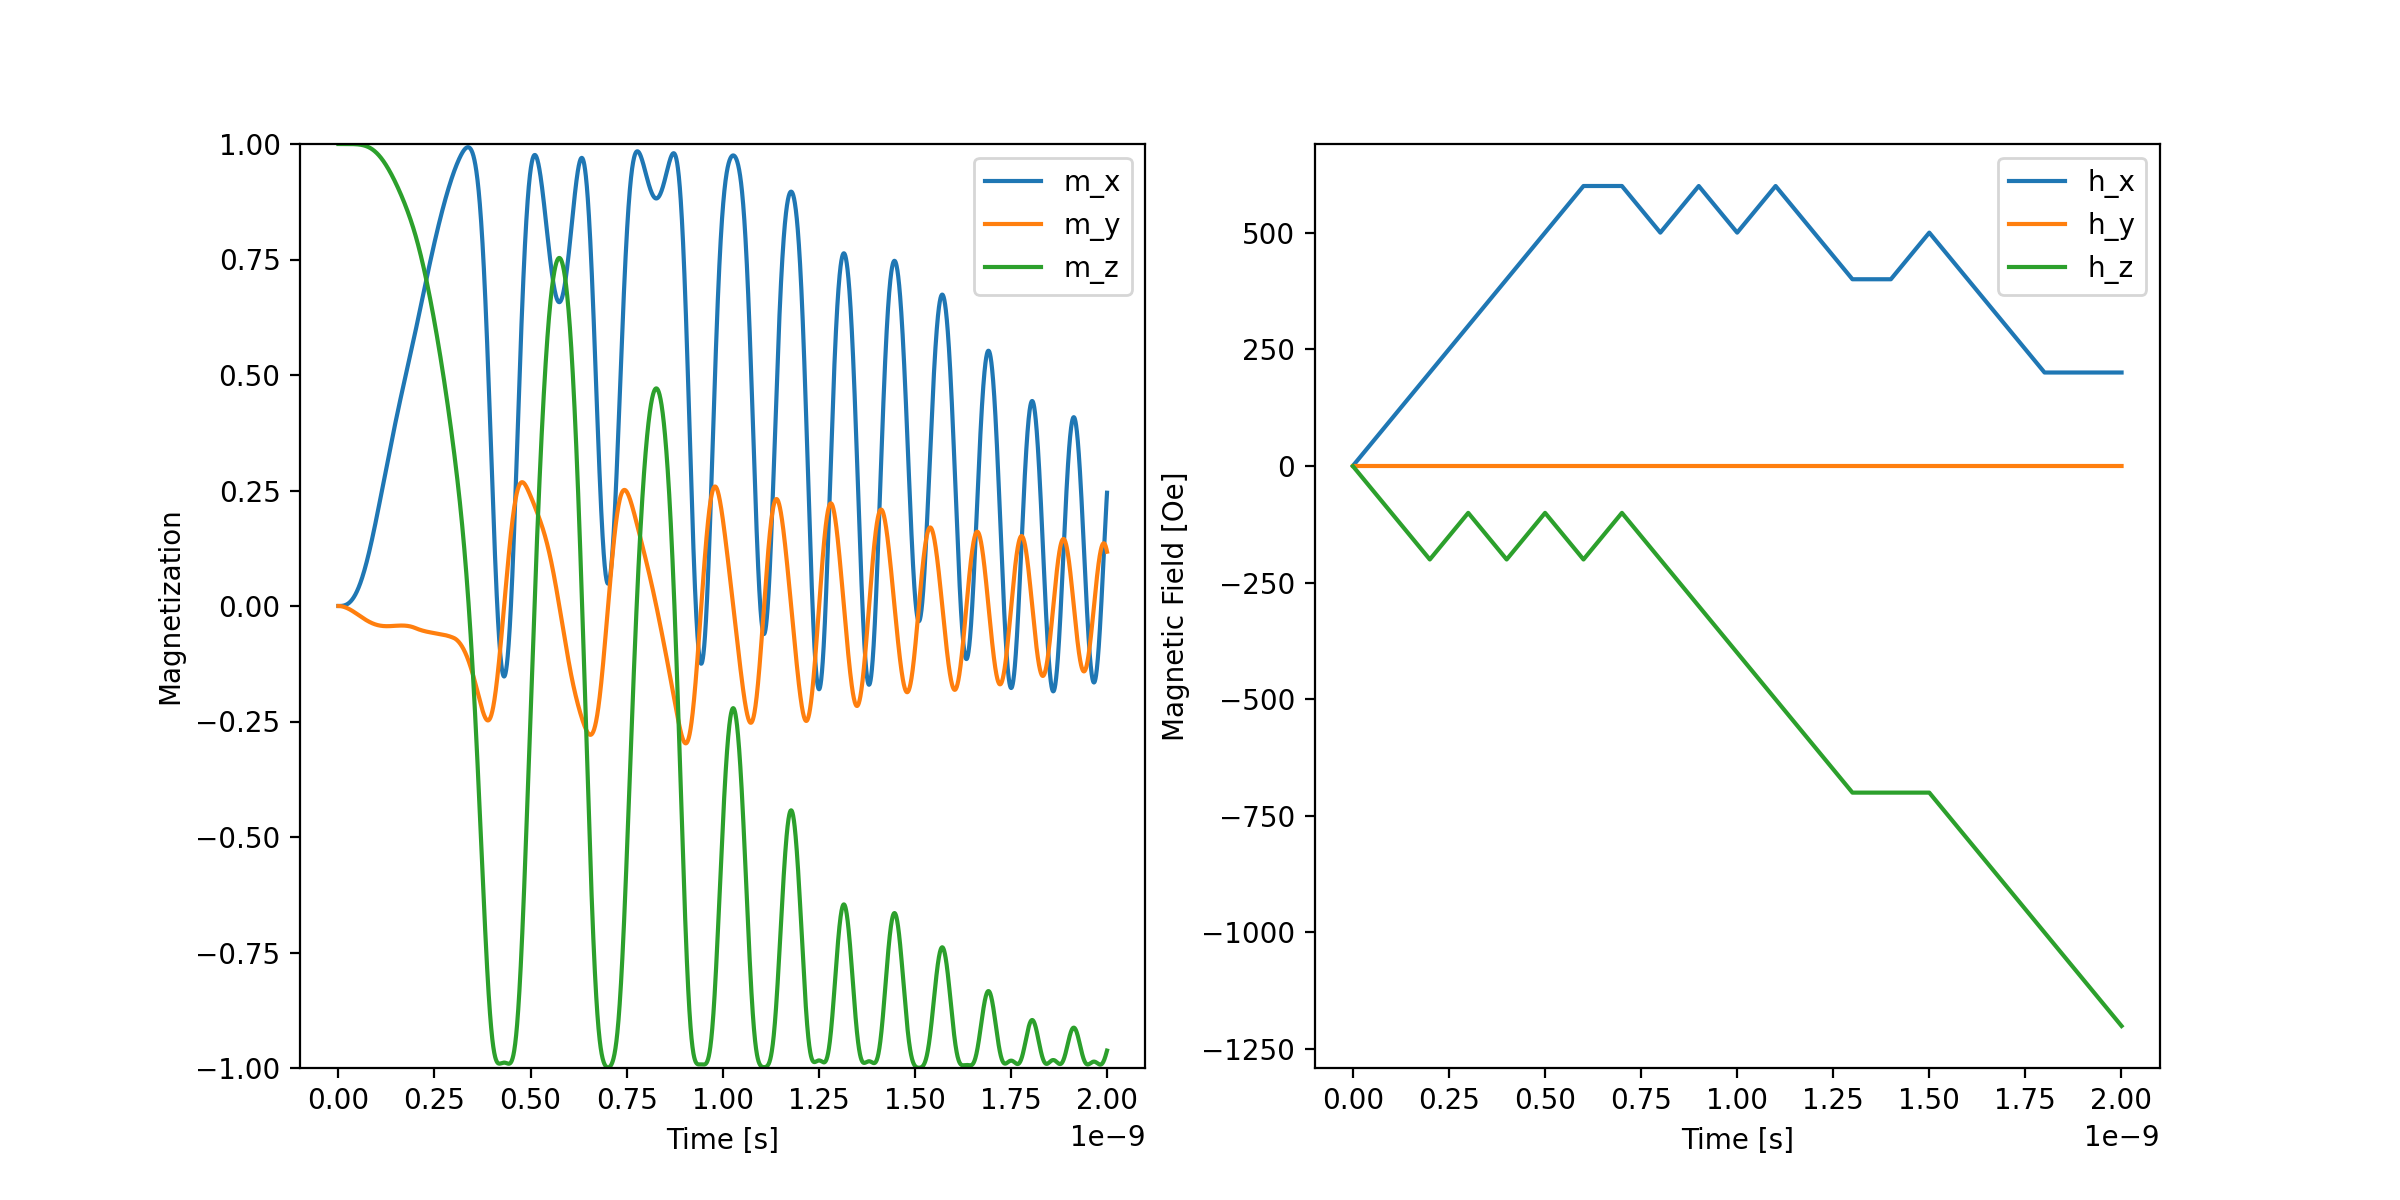 1.00
0.75
0.50
0.25
0.00
−0.25
−0.50
−0.75
−1.00
Magnetization
0.00 0.25 0.50 0.75 1.00 1.25 1.50 1.75 2.00
Time [s]
1e−9
m_x
m_y
m_z
500
250
0
−250
−500
−750
−1000
−1250
Magnetic Field [Oe]
0.00 0.25 0.50 0.75 1.00 1.25 1.50 1.75 2.00
Time [s]
1e−9
h_x
h_y
h_z